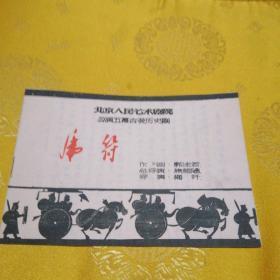 北京人民艺术剧院
演五幕古装历史剧
虎符
作者：郭沫若
总导演：焦菊隐
导演：梅阡